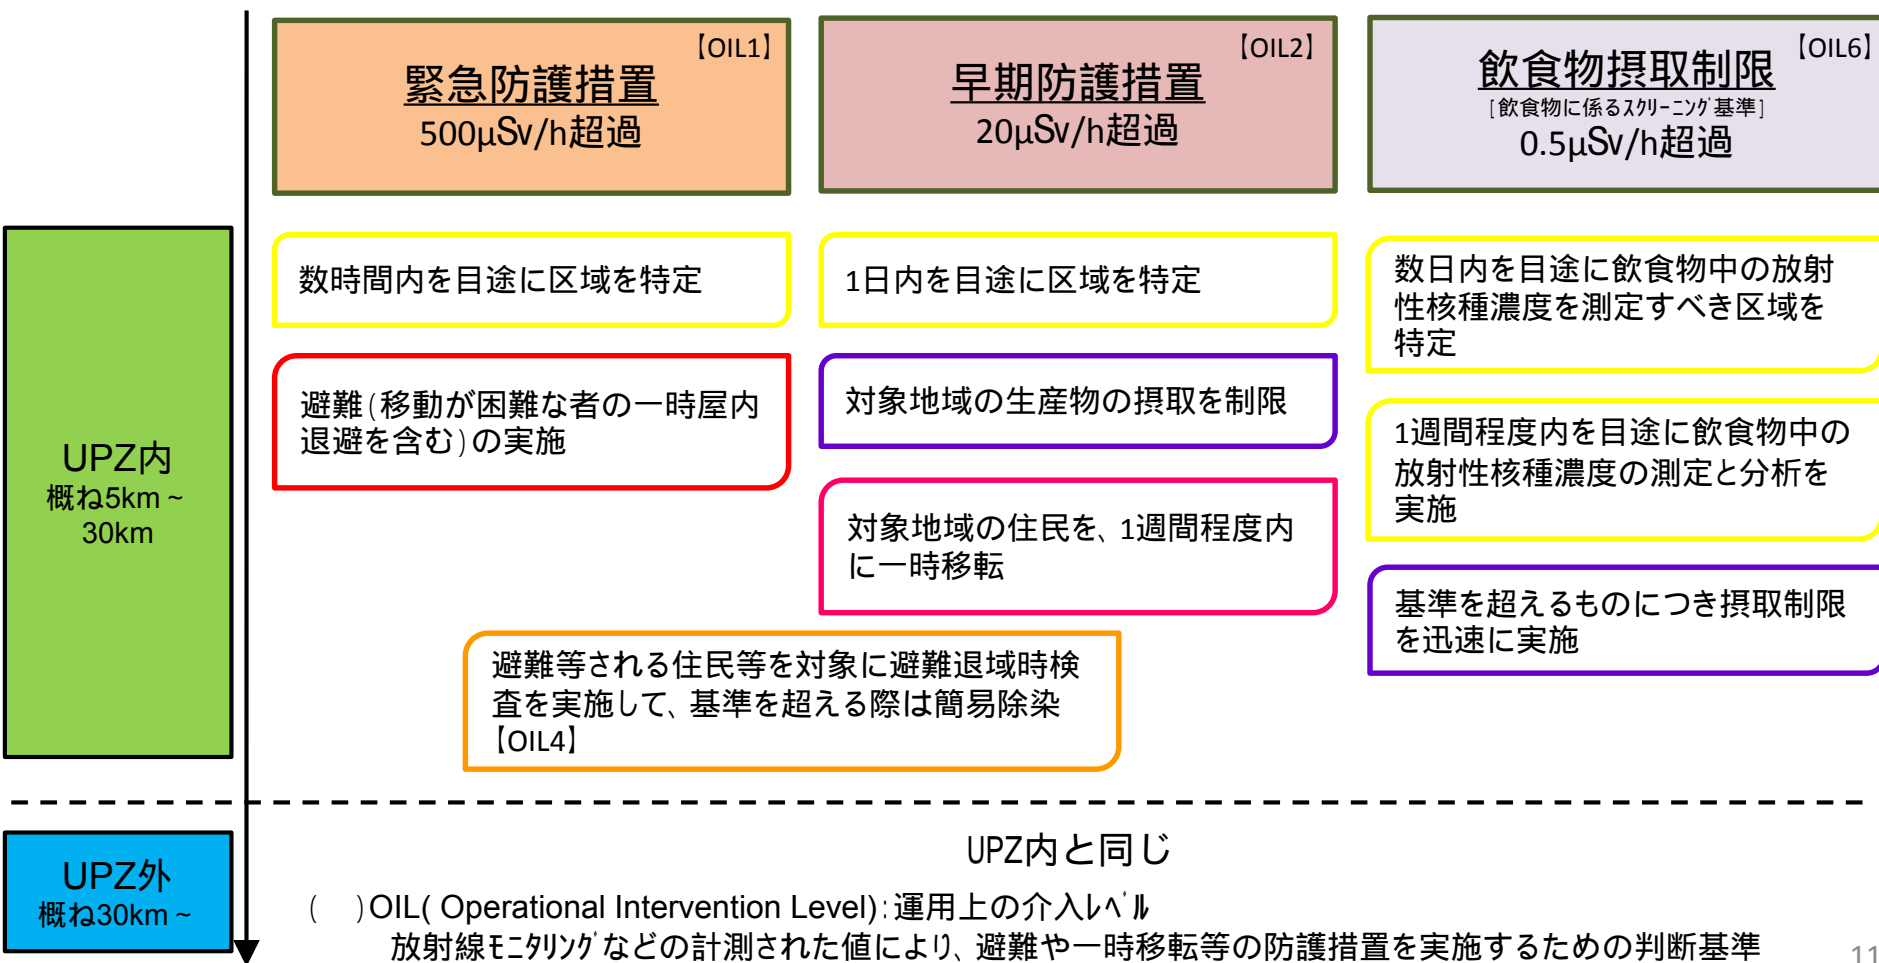 【OIL1】
緊急防護措置
500μSv/h超過
【OIL2】
早期防護措置
20μSv/h超過
【OIL6】
飲食物摂取制限
[飲食物に係るｽｸﾘｰﾆﾝｸﾞ基準]
0.5μSv/h超過
UPZ内
概ね5km~
30km
数時間内を目途に区域を特定
避難(移動が困難な者の一時屋内
退避を含む)の実施
1日内を目途に区域を特定
対象地域の生産物の摂取を制限
対象地域の住民を、1週間程度内
に一時移転
数日内を目途に飲食物中の放射
性核種濃度を測定すべき区域を
特定
1週間程度内を目途に飲食物中の
放射性核種濃度の測定と分析を
実施
基準を超えるものにつき摂取制限
を迅速に実施
避難等される住民等を対象に避難退域時検
査を実施して、基準を超える際は簡易除染
【OIL4】
UPZ外
概ね30km~
UPZ内と同じ
(　)OIL( Operational Intervention Level):運用上の介入ﾚﾍﾞﾙ
放射線ﾓﾆﾀﾘﾝｸﾞなどの計測された値により、避難や一時移転等の防護措置を実施するための判断基準
11